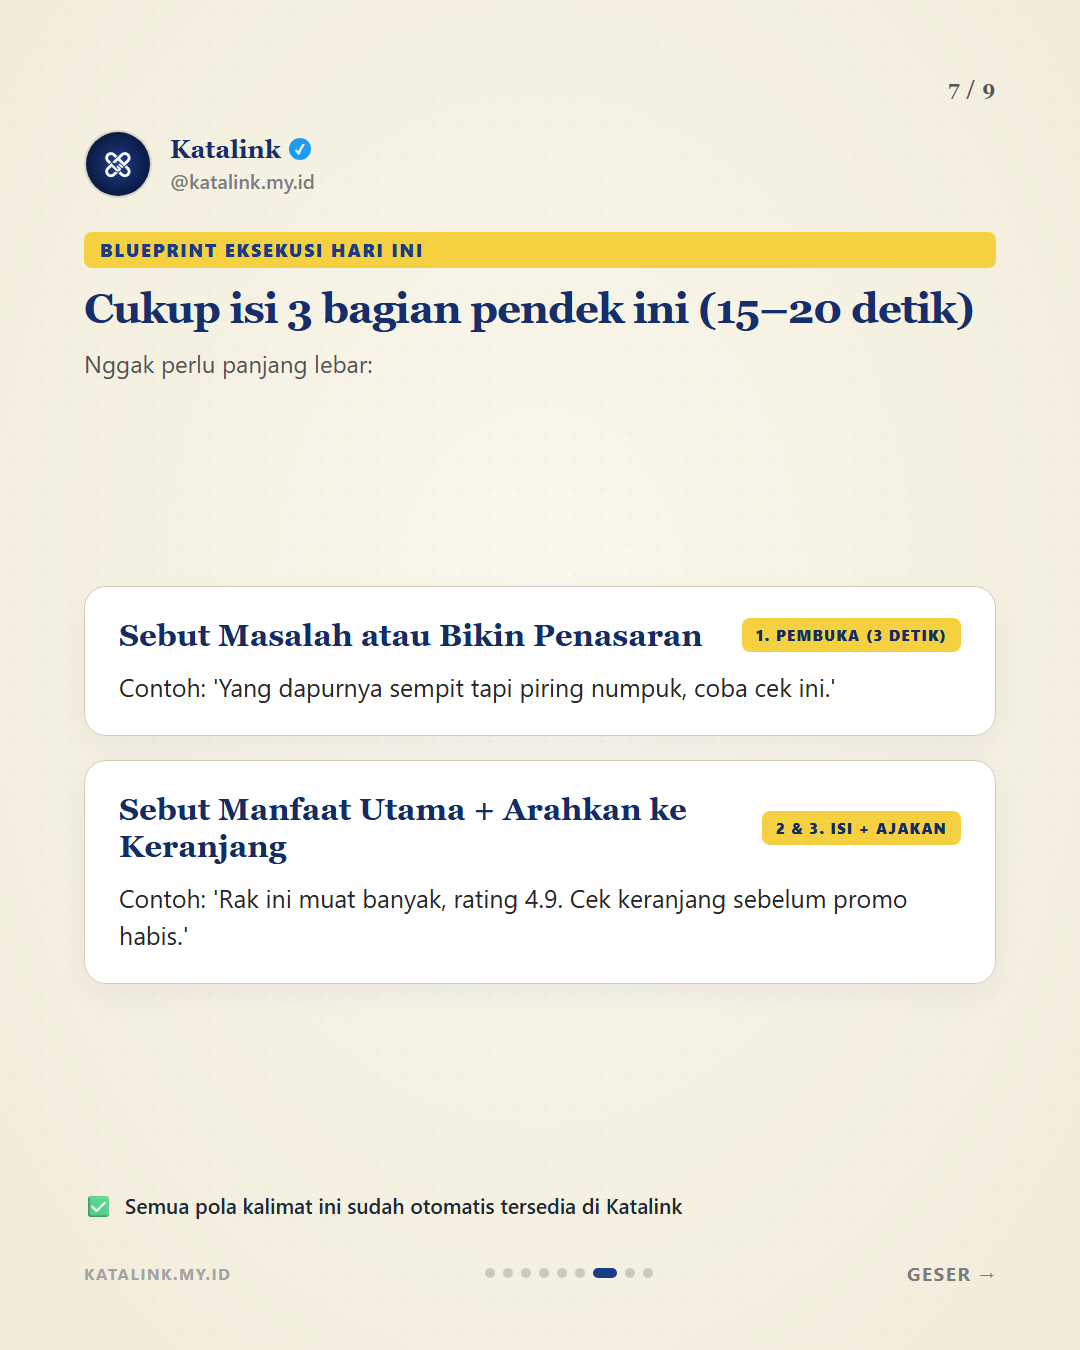 7 / 9
Katalink
@katalink.my.id
BLUEPRINT EKSEKUSI HARI INI
Cukup isi 3 bagian pendek ini (15–20 detik)
Nggak perlu panjang lebar:
Sebut Masalah atau Bikin Penasaran
1. PEMBUKA (3 DETIK)
Contoh: 'Yang dapurnya sempit tapi piring numpuk, coba cek ini.'
Sebut Manfaat Utama + Arahkan ke
Keranjang
2 & 3. ISI + AJAKAN
Contoh: 'Rak ini muat banyak, rating 4.9. Cek keranjang sebelum promo
habis.'
✅ Semua pola kalimat ini sudah otomatis tersedia di Katalink
KATALINK.MY.ID
GESER →